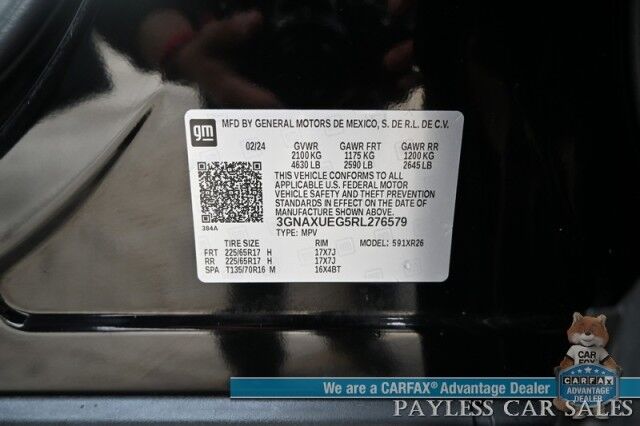 gm
MFD BY GENERAL MOTORS DE MEXICO, S. DE R.L. DE C.V.
02/24 GVWR GAWR FRT GAWR RR
2100 KG 1175 KG 1200 KG
4630 LB 2590 LB 2645 LB
THIS VEHICLE CONFORMS TO ALL
APPLICABLE U.S. FEDERAL MOTOR
VEHICLE SAFETY AND THEFT PREVENTION
STANDARDS IN EFFECT ON THE DATE OF
MANUFACTURE SHOWN ABOVE.
3GNAXUEG5RL276579
384A
TYPE: MPV
MODEL: 591XR26
TIRE SIZE RIM
FRT 225/65R17 H 17X7J
RR 225/65R17 H 17X7J
SPA T135/70R16 M 16X4BT
CAR
FOX
We are a CARFAX® Advantage Dealer
CARFAX
ADVANTAGE
DEALER
PAYLESS CAR SALES